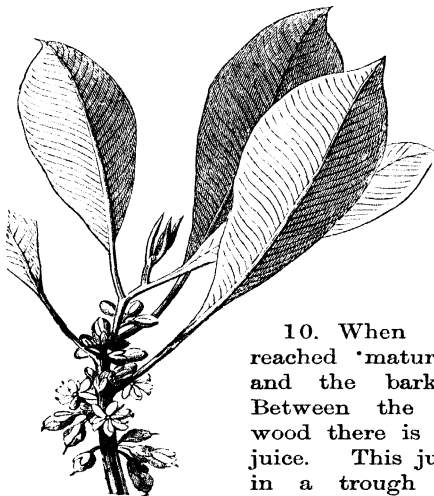 10. When
reached 'matur
and the bark
Between the
wood there is
juice. This ju
in a trough